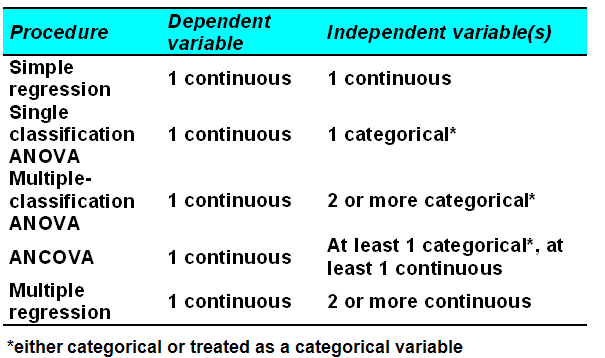 Procedure Dependent variable Independent variable(s)
Simple regression 1 continuous 1 continuous
Single classification ANOVA 1 continuous 1 categorical*
Multiple-classification ANOVA 1 continuous 2 or more categorical*
ANCOVA 1 continuous At least 1 categorical*, at least 1 continuous
Multiple regression 1 continuous 2 or more continuous
*either categorical or treated as a categorical variable